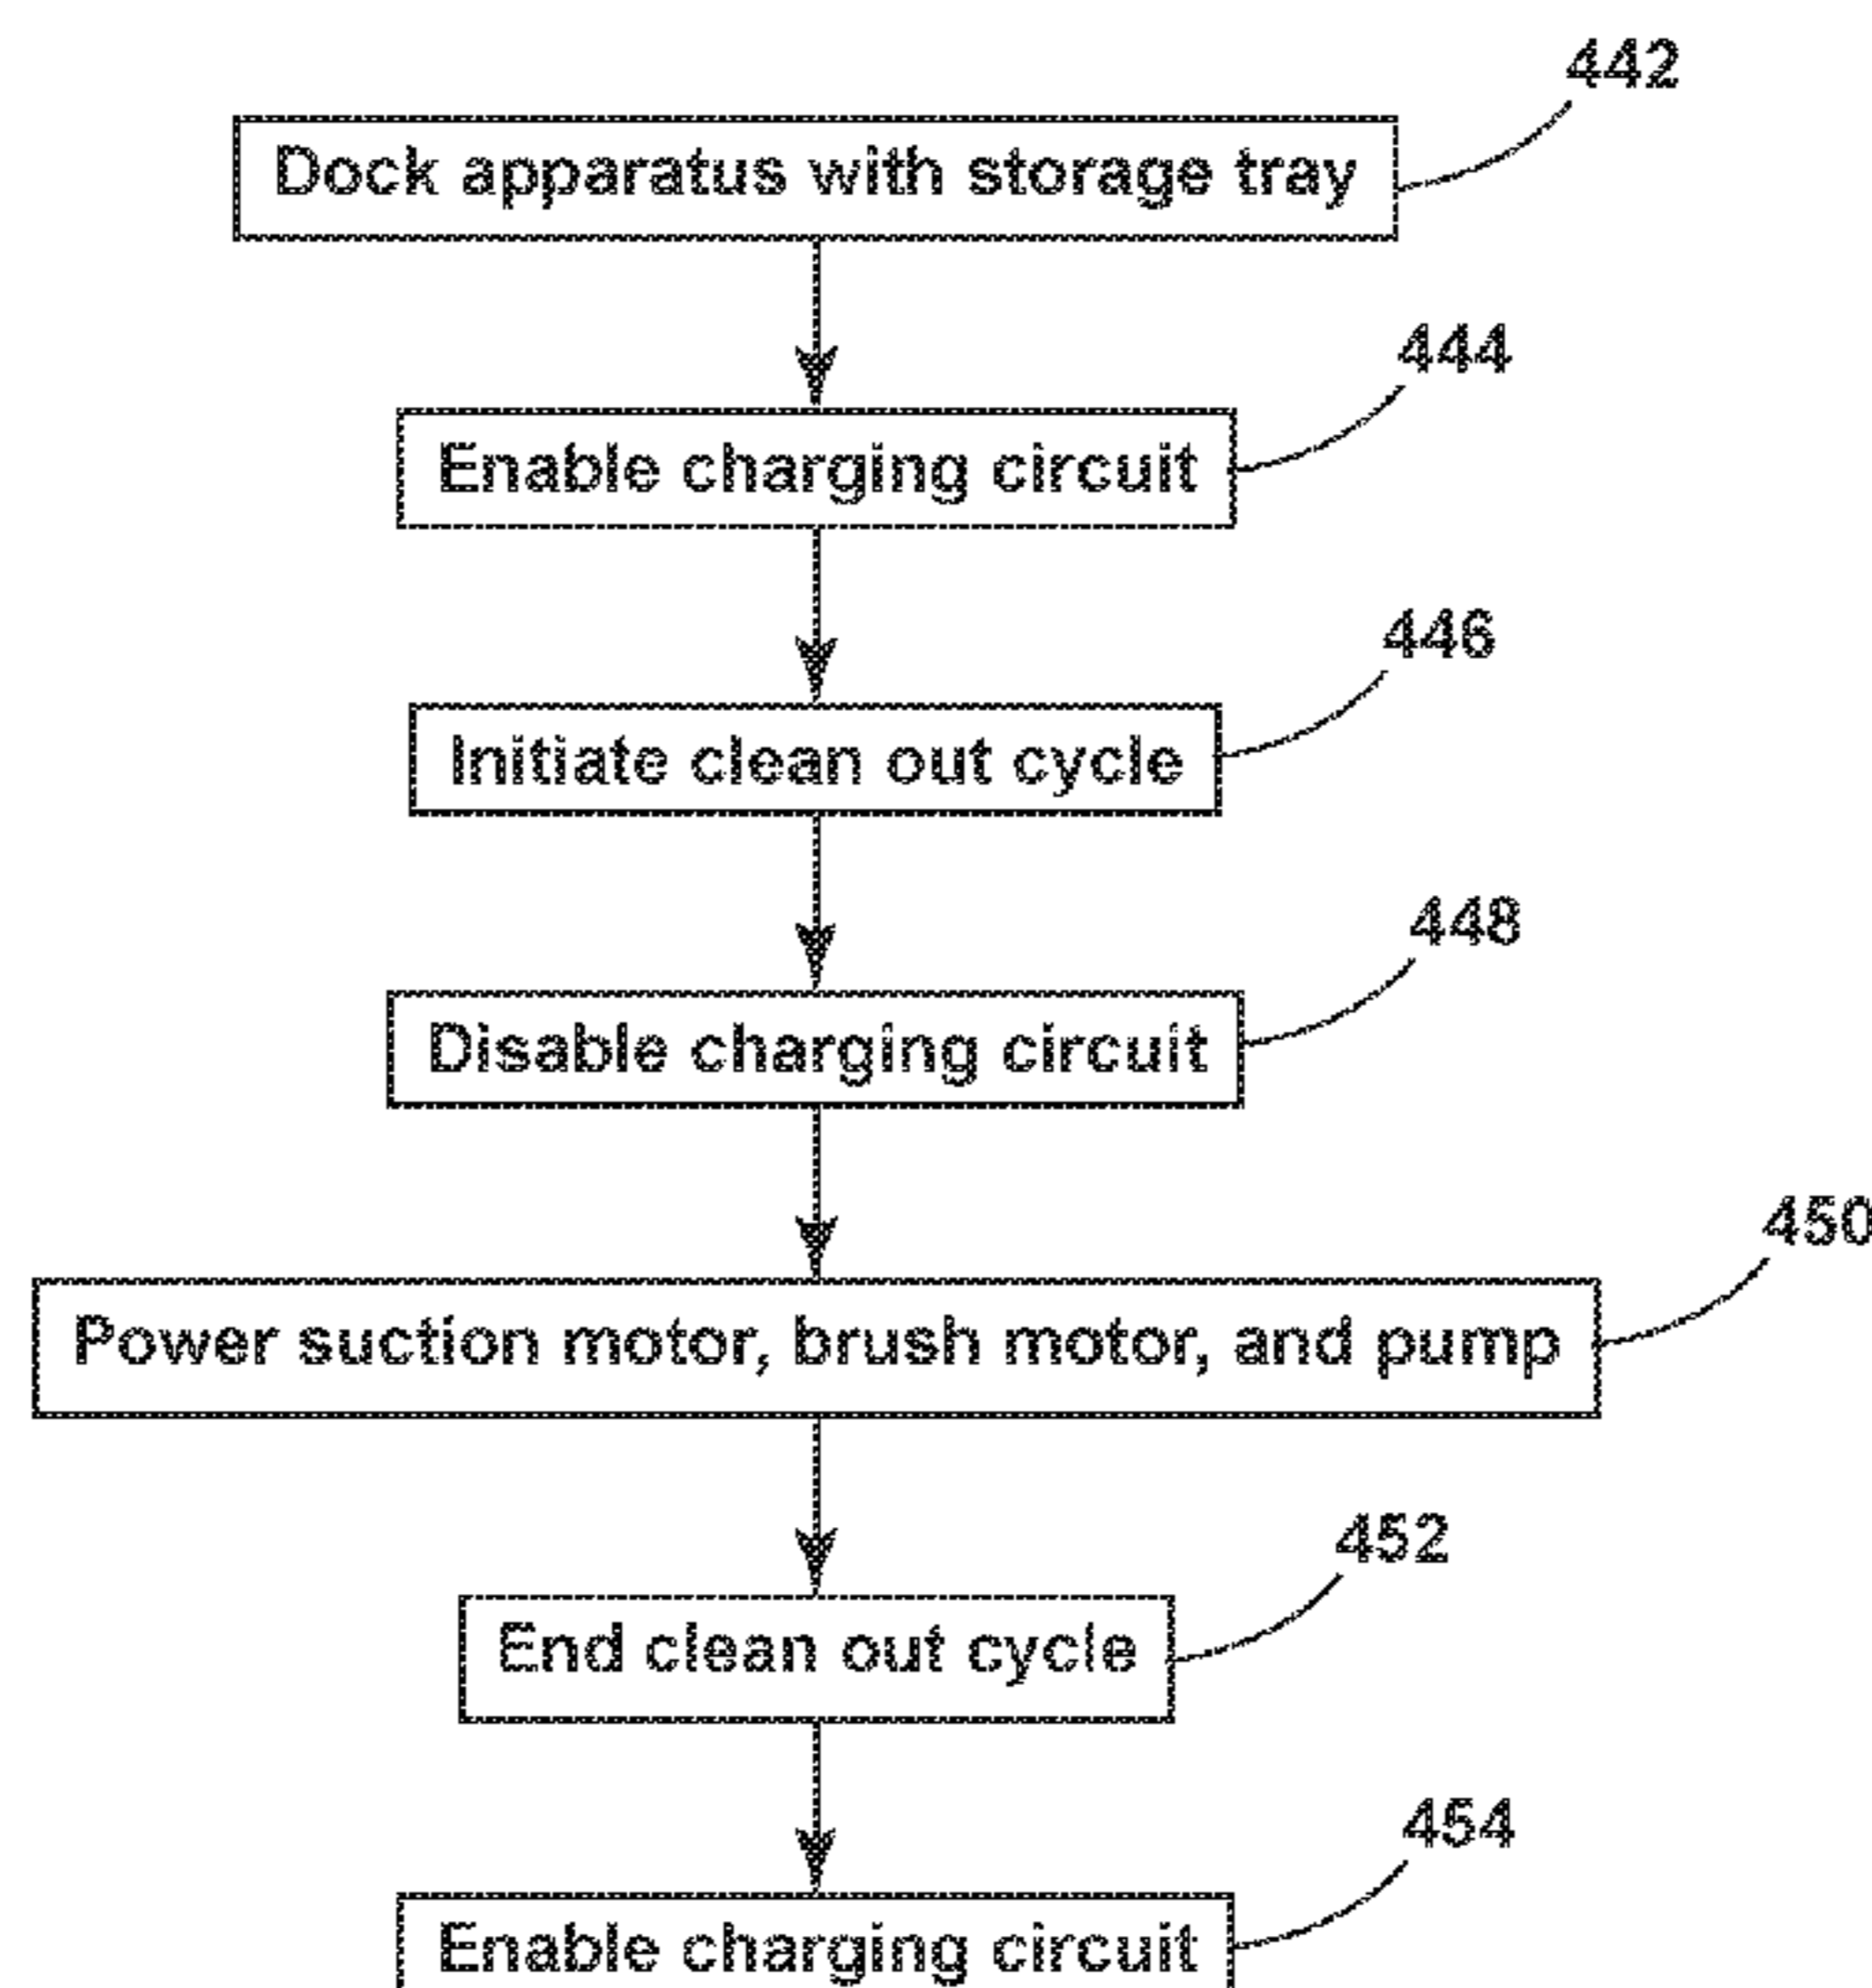 442
Dock apparatus with storage tray
444
Enable charging circuit
446
Initiate clean out cycle
448
Disable charging circuit
450
Power suction motor, brush motor, and pump
452
End clean out cycle
454
Enable charging circuit